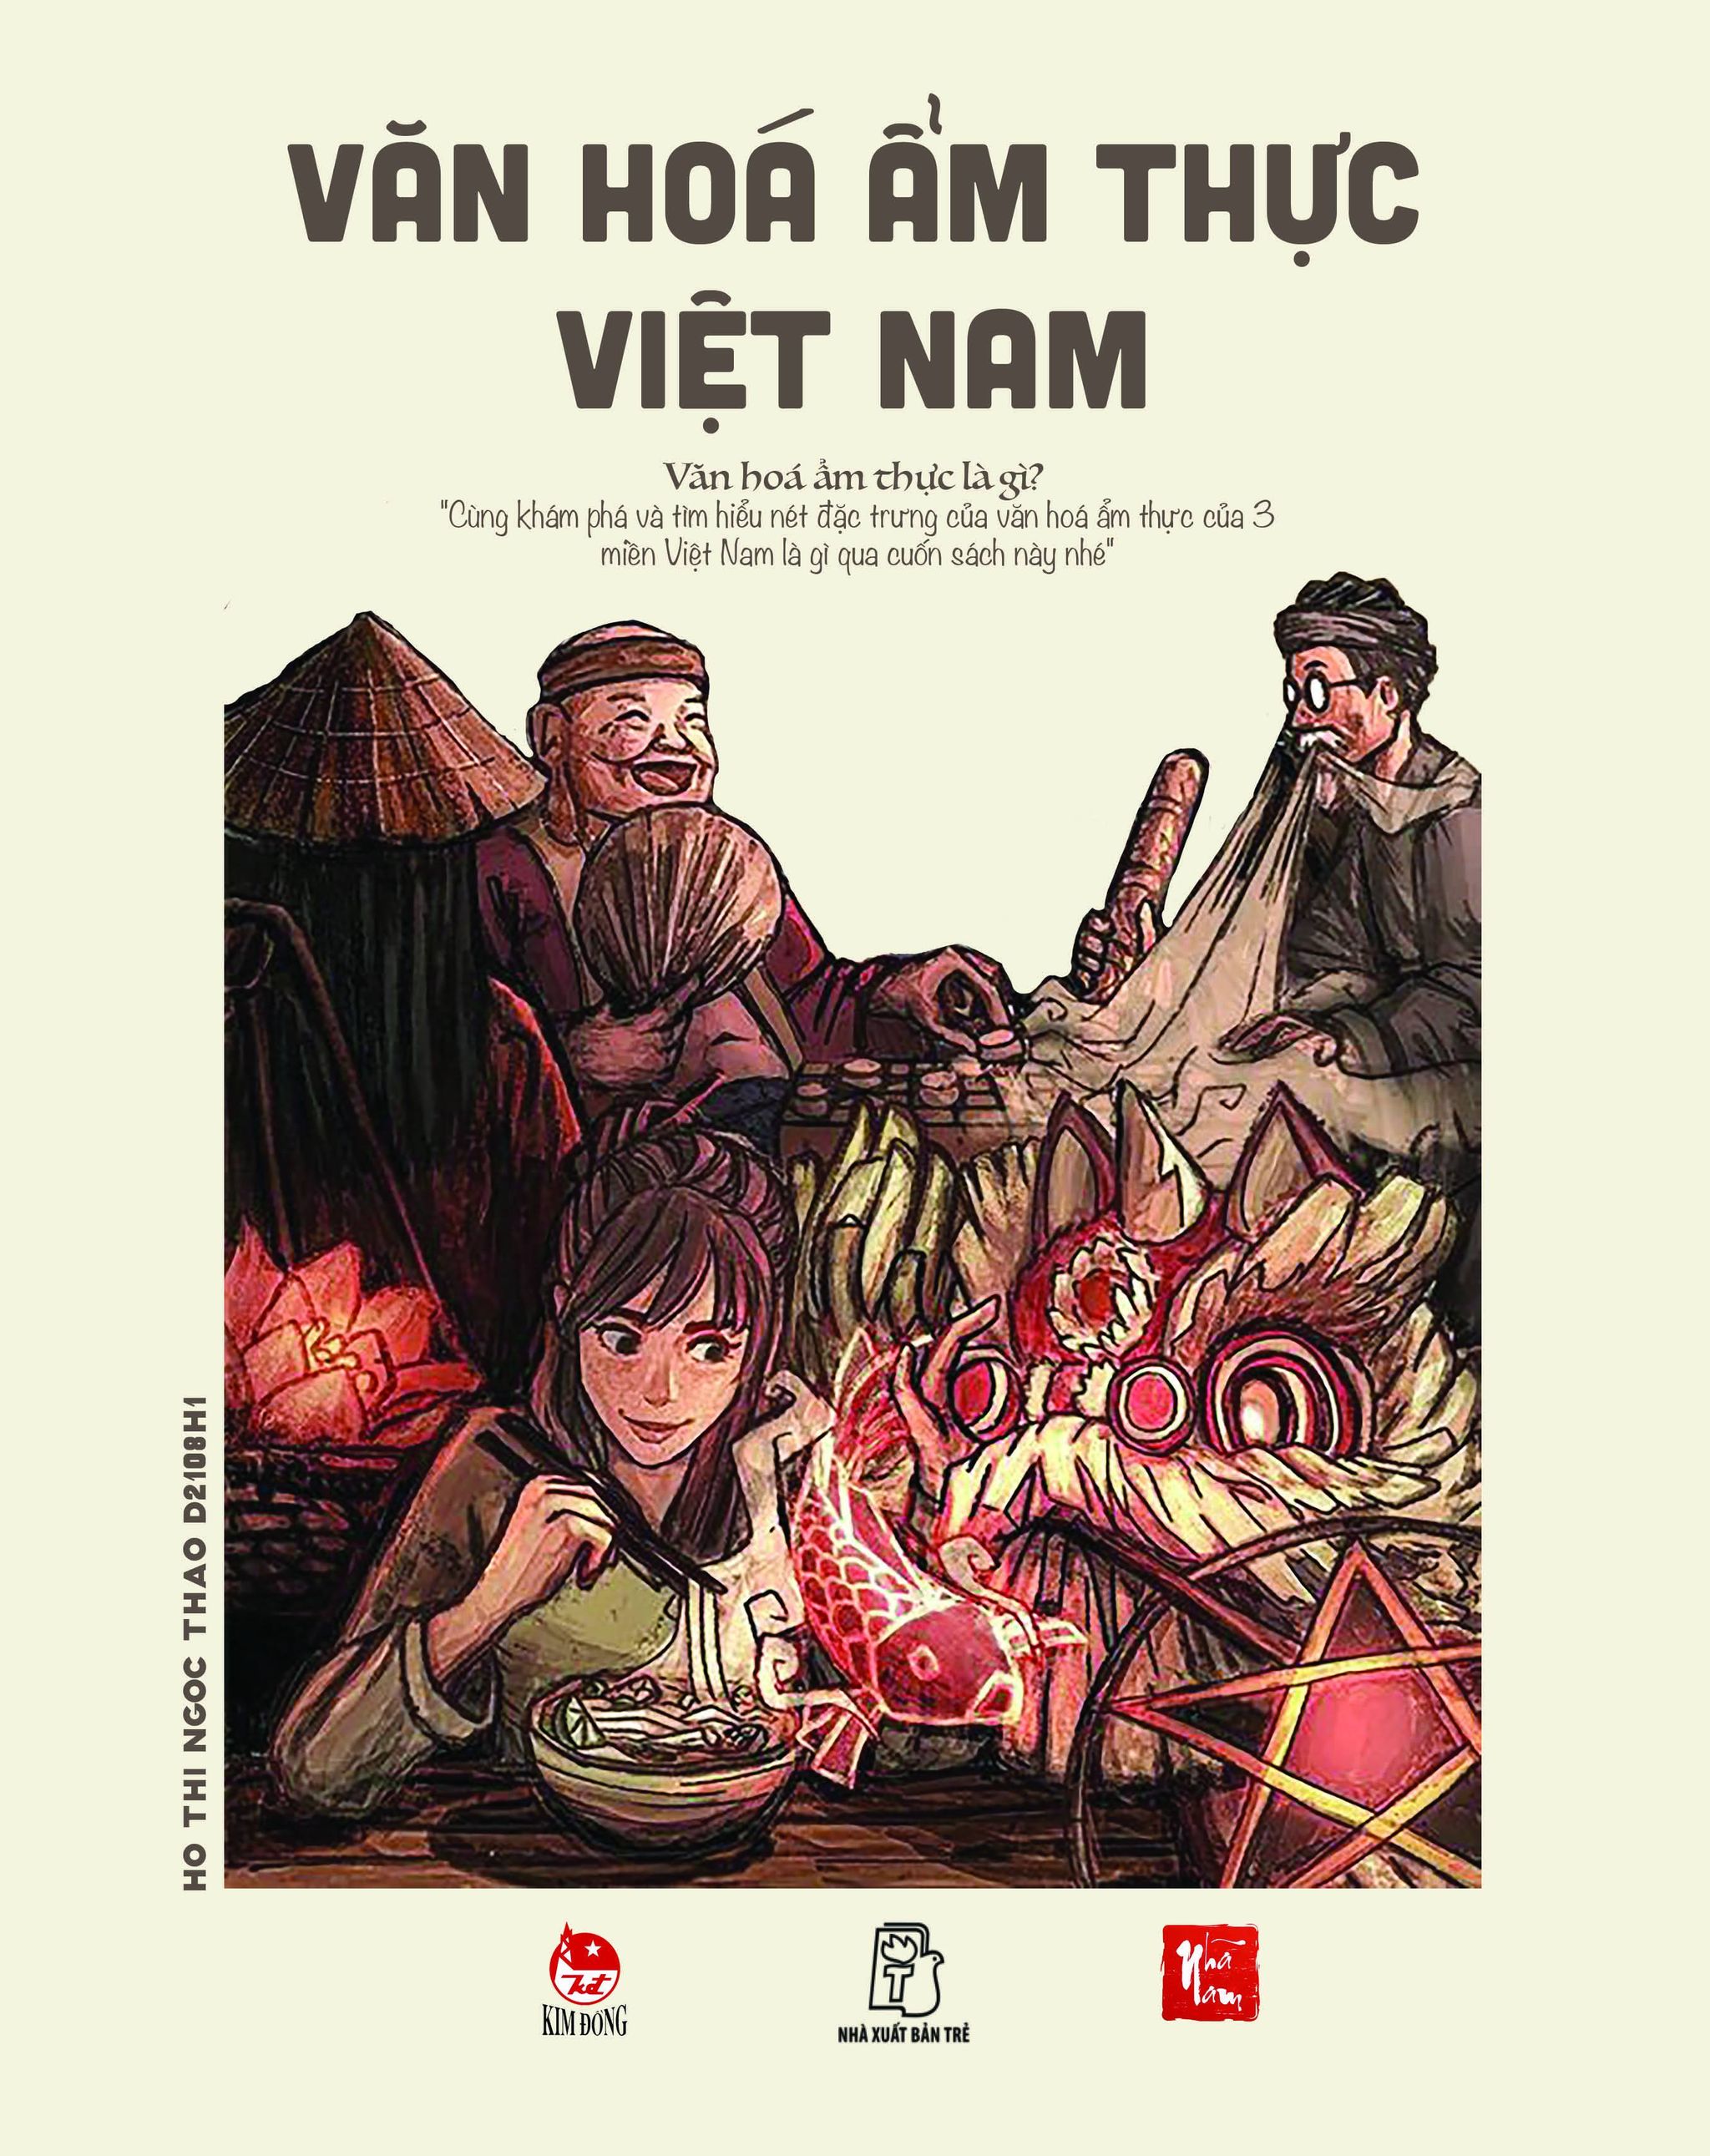 VĂN HOÁ ẨM THỰC
VIỆT NAM
Văn hoá ẩm thực là gì?
"Cùng khám phá và tìm hiểu nét đặc trưng của văn hoá ẩm thực của 3
miền Việt Nam là gì qua cuốn sách này nhé"
HO THI NGOC THAO D2108H1
kđ
KIM ĐỒNG
T
NHÀ XUẤT BẢN TRẺ
Nhã
Nam